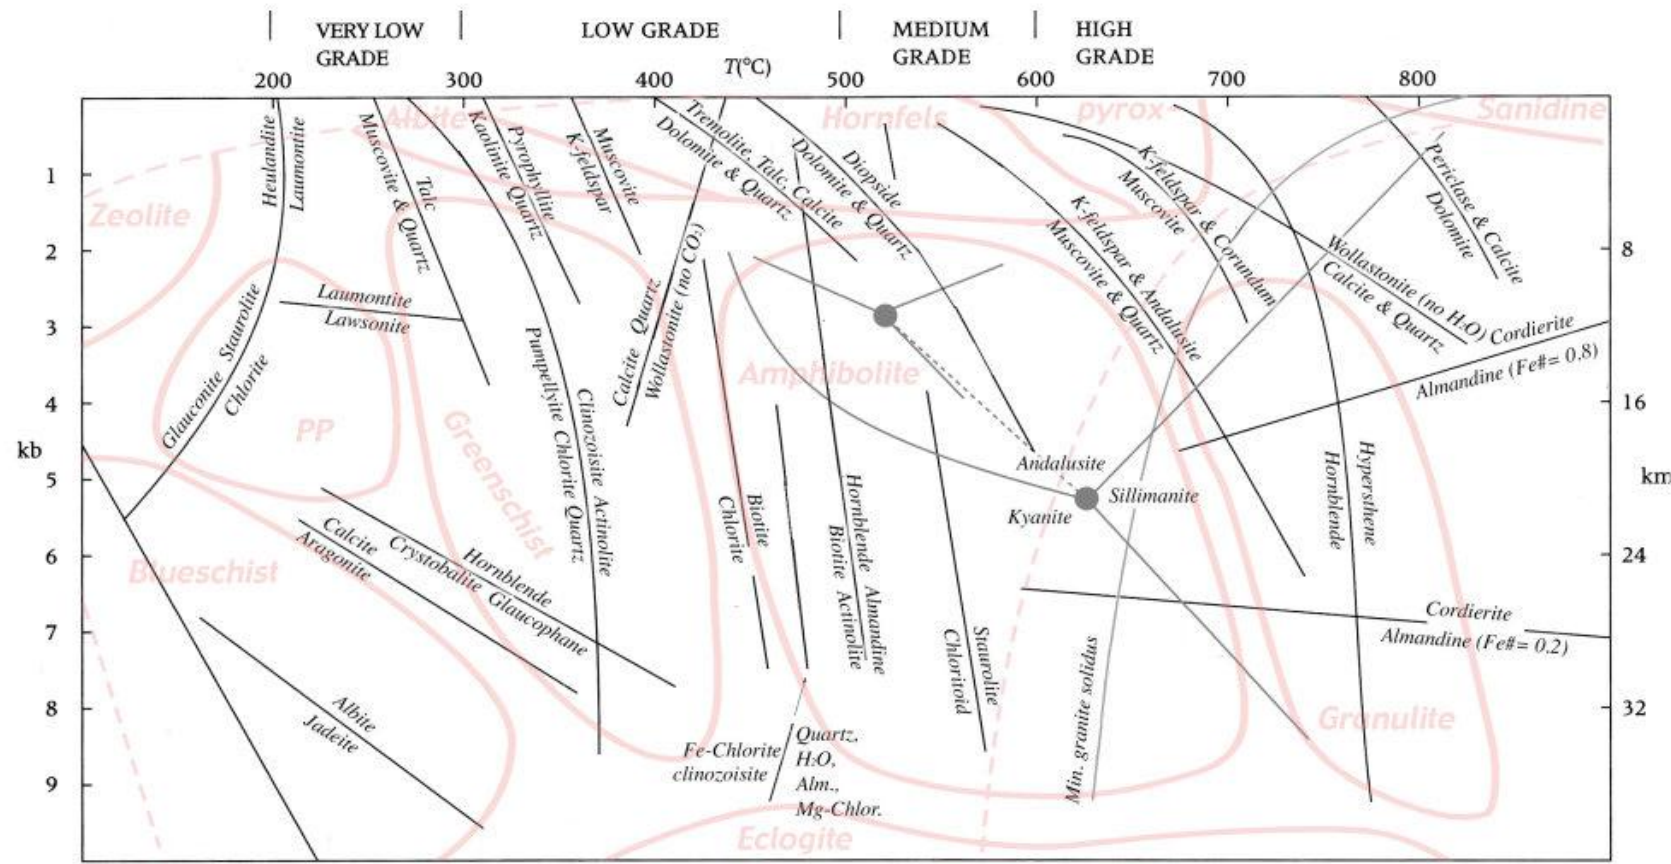 VERY LOW
GRADE
LOW GRADE
MEDIUM
GRADE
HIGH
GRADE
T(°C)
200
300
400
500
600
700
800
kb
1
2
3
4
5
6
7
8
9
km
8
16
24
32
Zeolite
Albite
Hornfels
pyrox
Sanidine
PP
Greenschist
Amphibolite
Blueschist
Granulite
Eclogite
Heulandite
Laumontite
Talc
Muscovite & Quartz
Kaolinite Quartz
Pyrophyllite
K-feldspar
Muscovite
Tremolite, Talc, Calcite
Dolomite & Quartz
Diopside
Dolomite & Quartz
K-feldspar & Corundum
Muscovite
K-feldspar & Andalusite
Muscovite & Quartz
Periclase & Calcite
Dolomite
Wollastonite (no H₂O)
Calcite & Quartz
Cordierite
Almandine (Fe#= 0.8)
Laumontite
Lawsonite
Glauconite Staurolite
Chlorite
Calcite Quartz
Wollastonite (no CO₂)
Pumpellyite Chlorite Quartz
Clinozoisite Actinolite
Andalusite
Sillimanite
Kyanite
Hypersthene
Hornblende
Biotite
Chlorite
Hornblende Almandine
Biotite Actinolite
Calcite
Aragonite
Hornblende
Crystobalite Glaucophane
Staurolite
Chloritoid
Min. granite solidus
Cordierite
Almandine (Fe#= 0.2)
Albite
Jadeite
Fe-Chlorite
clinozoisite
Quartz,
H₂O,
Alm.,
Mg-Chlor.